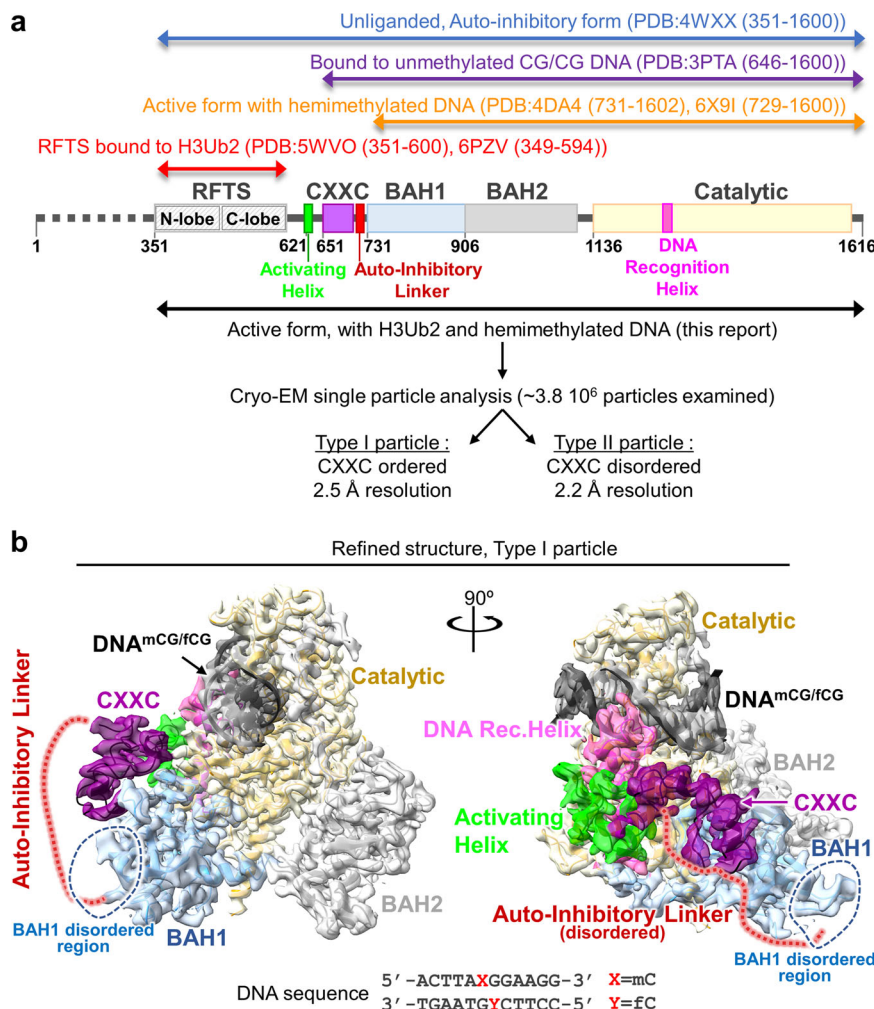 a
Unliganded, Auto-inhibitory form (PDB:4WXX (351-1600))
Bound to unmethylated CG/CG DNA (PDB:3PTA (646-1600))
Active form with hemimethylated DNA (PDB:4DA4 (731-1602), 6X9I (729-1600))
RFTS bound to H3Ub2 (PDB:5WVO (351-600), 6PZV (349-594))
RFTS CXXC BAH1 BAH2 Catalytic
N-lobe C-lobe
1 351 621 651 731 906 1136 1616
Activating Helix
Auto-Inhibitory Linker
DNA Recognition Helix
Active form, with H3Ub2 and hemimethylated DNA (this report)
Cryo-EM single particle analysis (~3.8 10⁶ particles examined)
Type I particle :
CXXC ordered
2.5 Å resolution
Type II particle :
CXXC disordered
2.2 Å resolution
b
Refined structure, Type I particle
90º
DNA^mCG/fCG
Catalytic
CXXC
Auto-Inhibitory Linker
BAH1 disordered
region
BAH1
BAH2
Catalytic
DNA^mCG/fCG
DNA Rec.Helix
BAH2
Activating
Helix
CXXC
BAH1
Auto-Inhibitory Linker
(disordered)
BAH1 disordered
region
DNA sequence
5'-ACTTAXGGAAGG-3' X=mC
3'-TGAATGYCTTCC-5' Y=fC